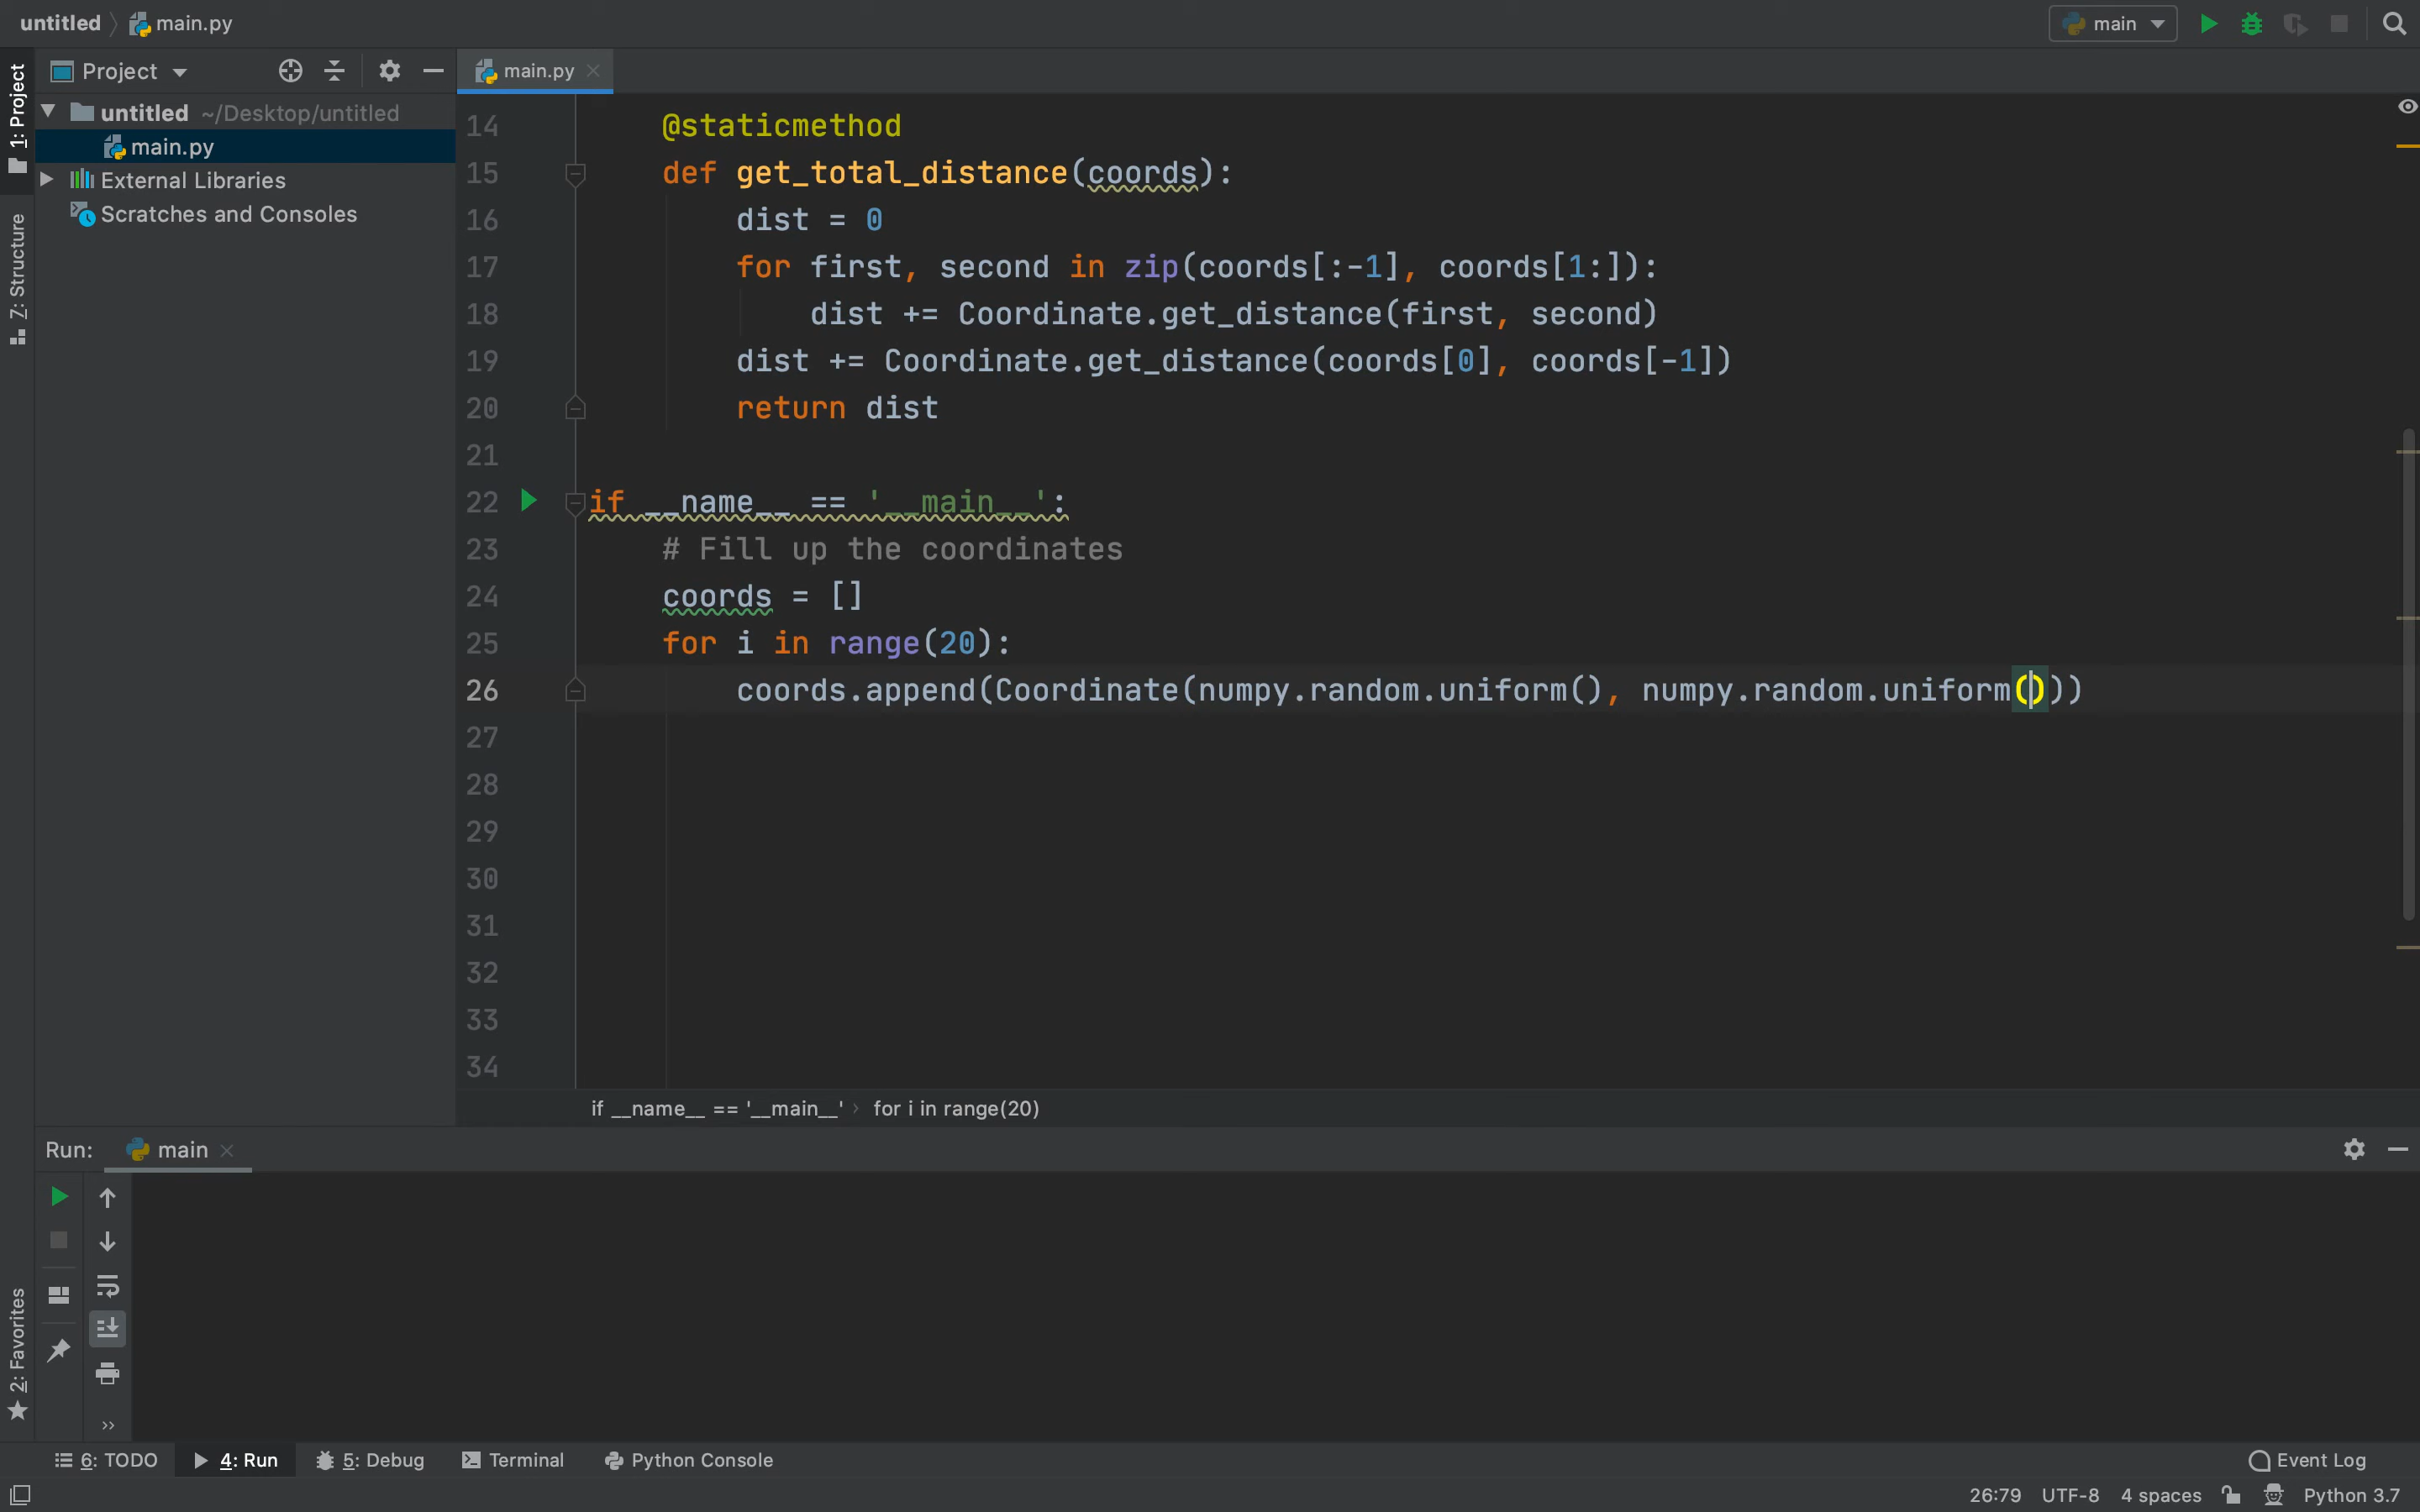 untitled main.py
main
1: Project
Project
main.py
untitled ~/Desktop/untitled
main.py
External Libraries
Scratches and Consoles
7: Structure
14 @staticmethod
15 def get_total_distance(coords):
16 dist = 0
17 for first, second in zip(coords[:-1], coords[1:]):
18 dist += Coordinate.get_distance(first, second)
19 dist += Coordinate.get_distance(coords[0], coords[-1])
20 return dist
21
22 if __name__ == '__main__':
23 # Fill up the coordinates
24 coords = []
25 for i in range(20):
26 coords.append(Coordinate(numpy.random.uniform(), numpy.random.uniform()))
27
28
29
30
31
32
33
34
if __name__ == '__main__' › for i in range(20)
Run: main
2: Favorites
6: TODO 4: Run 5: Debug Terminal Python Console Event Log
26:79 UTF-8 4 spaces Python 3.7